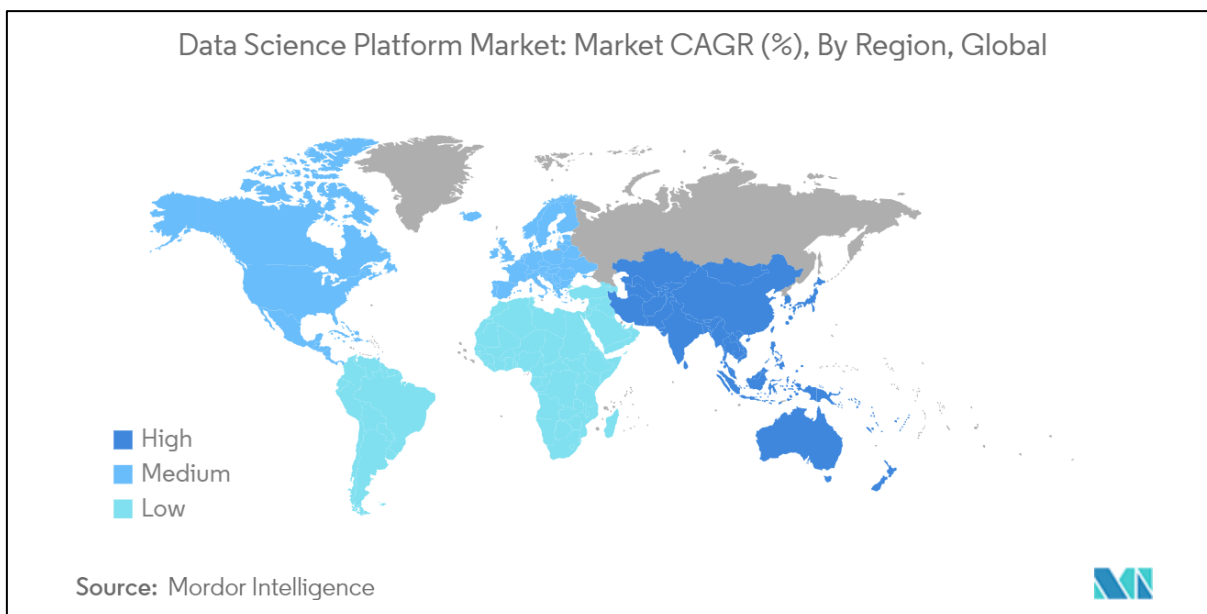 Data Science Platform Market: Market CAGR (%), By Region, Global
High
Medium
Low
Source: Mordor Intelligence